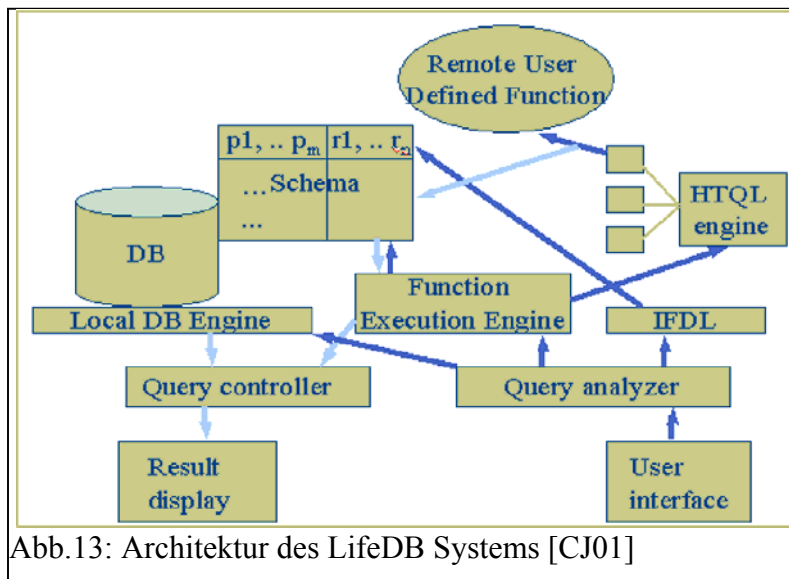 Remote User
Defined Function
p1, .. pm
r1, .. rn
...Schema
...
HTQL
engine
DB
Function
Execution Engine
Local DB Engine
IFDL
Query controller
Query analyzer
Result
display
User
interface
Abb.13: Architektur des LifeDB Systems [CJ01]